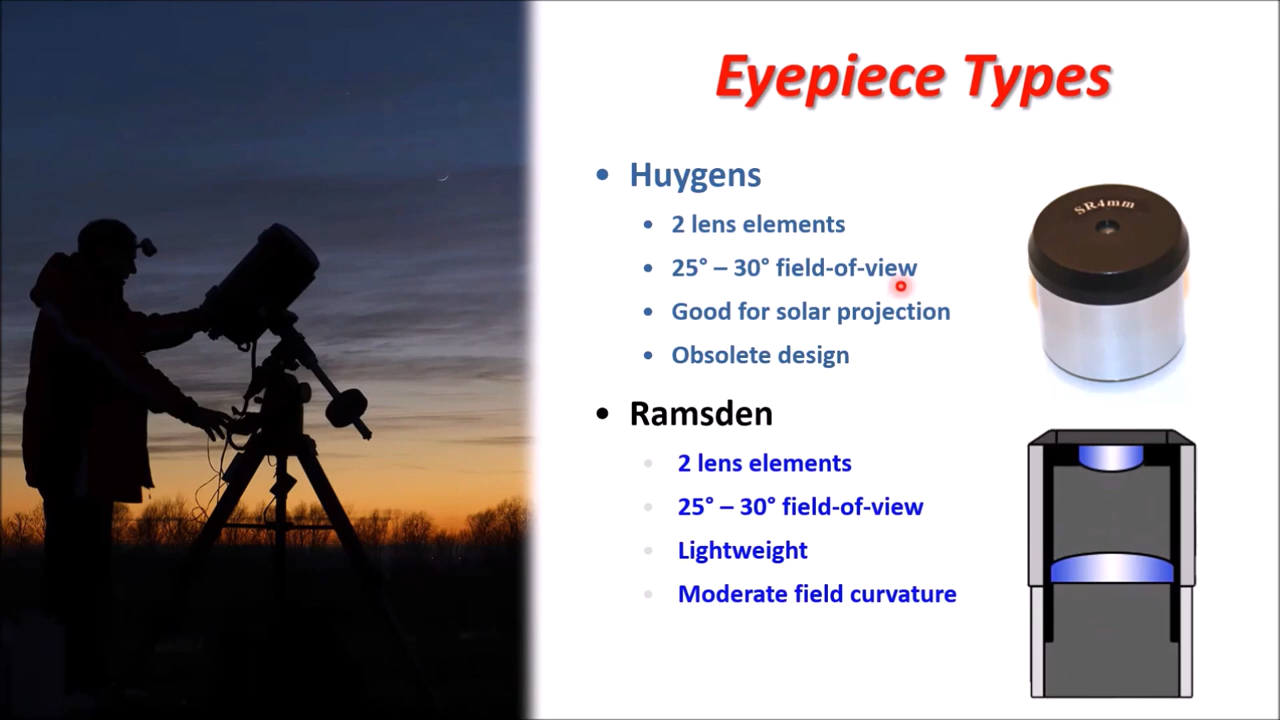 Eyepiece Types
• Huygens
• 2 lens elements
• 25° – 30° field-of-view
• Good for solar projection
• Obsolete design
SR4mm
• Ramsden
• 2 lens elements
• 25° – 30° field-of-view
• Lightweight
• Moderate field curvature